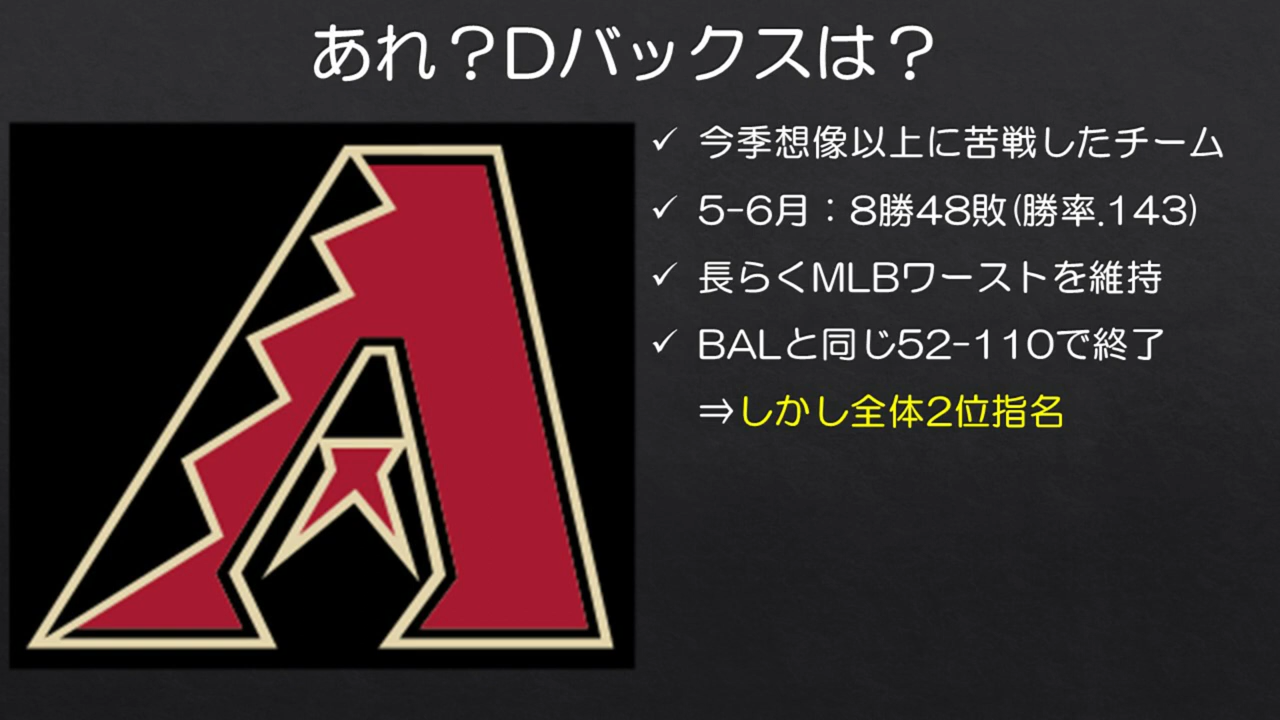 あれ？Dバックスは？
✓ 今季想像以上に苦戦したチーム
✓ 5-6月：8勝48敗(勝率.143)
✓ 長らくMLBワーストを維持
✓ BALと同じ52-110で終了
⇒しかし全体2位指名